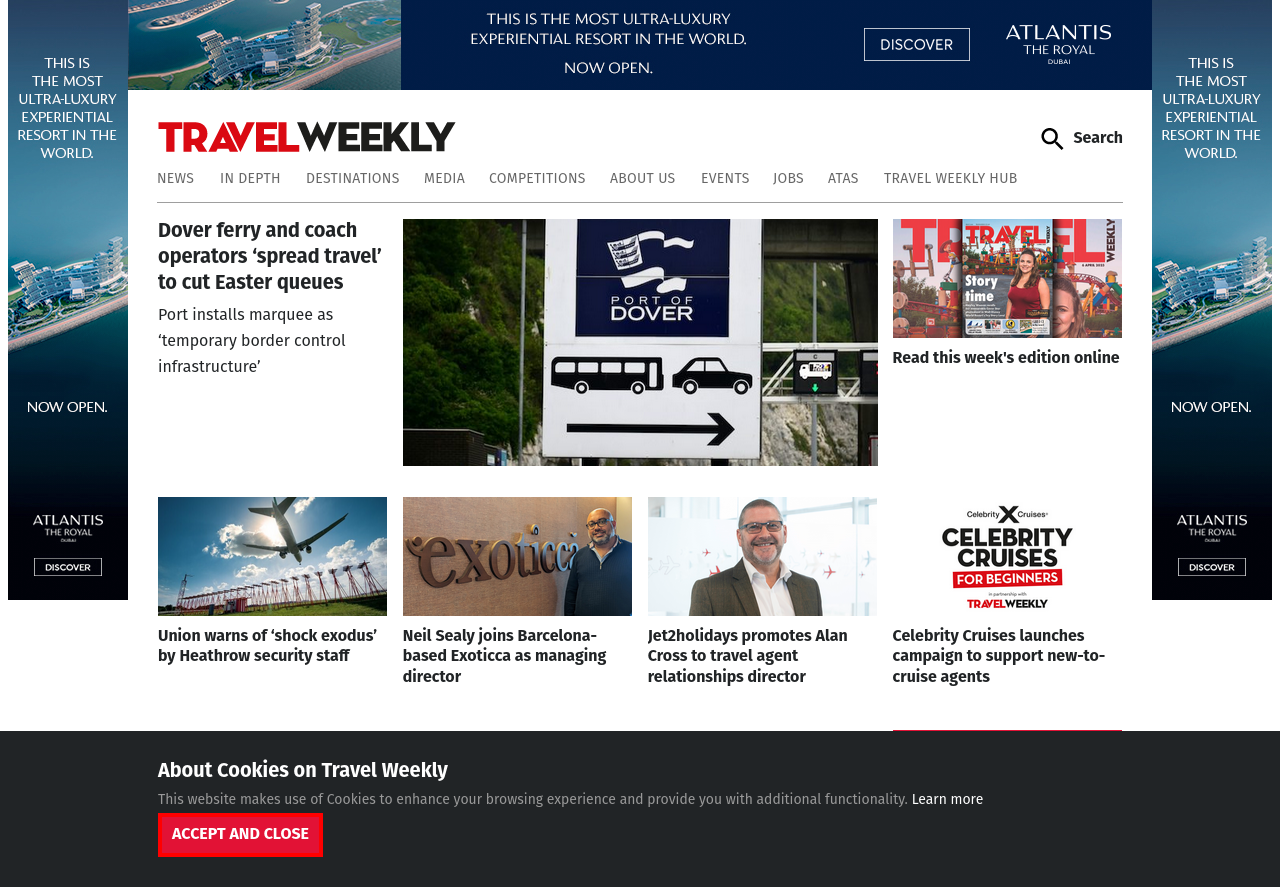 THIS IS
THE MOST
ULTRA-LUXURY
EXPERIENTIAL
RESORT IN THE
WORLD.
NOW OPEN.
ATLANTIS
THE ROYAL
DUBAI
DISCOVER
THIS IS THE MOST ULTRA-LUXURY
EXPERIENTIAL RESORT IN THE WORLD.
NOW OPEN.
DISCOVER
ATLANTIS
THE ROYAL
DUBAI
THIS IS
THE MOST
ULTRA-LUXURY
EXPERIENTIAL
RESORT IN THE
WORLD.
NOW OPEN.
ATLANTIS
THE ROYAL
DUBAI
DISCOVER
TRAVELWEEKLY
Search
NEWS IN DEPTH DESTINATIONS MEDIA COMPETITIONS ABOUT US EVENTS JOBS ATAS TRAVEL WEEKLY HUB
Dover ferry and coach
operators ‘spread travel’
to cut Easter queues
Port installs marquee as
‘temporary border control
infrastructure’
PORT OF
DOVER
TRAVEL
WEEKLY
Story
time
Read this week's edition online
Union warns of ‘shock exodus’
by Heathrow security staff
exoticca
Neil Sealy joins Barcelona-
based Exoticca as managing
director
Jet2holidays promotes Alan
Cross to travel agent
relationships director
Celebrity X Cruises
CELEBRITY
CRUISES
FOR BEGINNERS
in partnership with
TRAVELWEEKLY
Celebrity Cruises launches
campaign to support new-to-
cruise agents
About Cookies on Travel Weekly
This website makes use of Cookies to enhance your browsing experience and provide you with additional functionality. Learn more
ACCEPT AND CLOSE